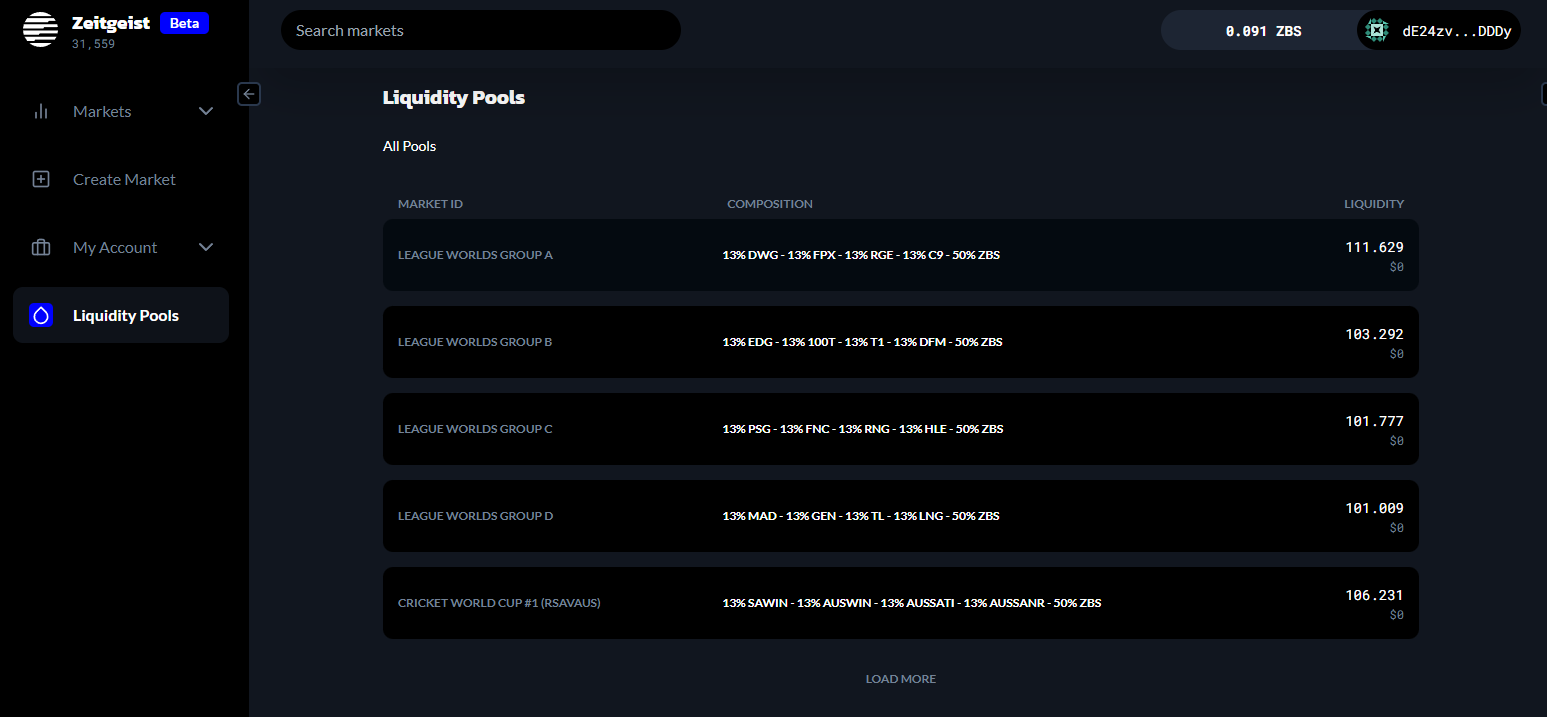 Zeitgeist Beta
31,559
Search markets
0.091 ZBS
dE24zv...DDDy
Markets
Create Market
My Account
Liquidity Pools
Liquidity Pools
All Pools
MARKET ID COMPOSITION LIQUIDITY
LEAGUE WORLDS GROUP A 13% DWG - 13% FPX - 13% RGE - 13% C9 - 50% ZBS 111.629
$0
LEAGUE WORLDS GROUP B 13% EDG - 13% 100T - 13% T1 - 13% DFM - 50% ZBS 103.292
$0
LEAGUE WORLDS GROUP C 13% PSG - 13% FNC - 13% RNG - 13% HLE - 50% ZBS 101.777
$0
LEAGUE WORLDS GROUP D 13% MAD - 13% GEN - 13% TL - 13% LNG - 50% ZBS 101.009
$0
CRICKET WORLD CUP #1 (RSAVAUS) 13% SAWIN - 13% AUSWIN - 13% AUSSATI - 13% AUSSANR - 50% ZBS 106.231
$0
LOAD MORE